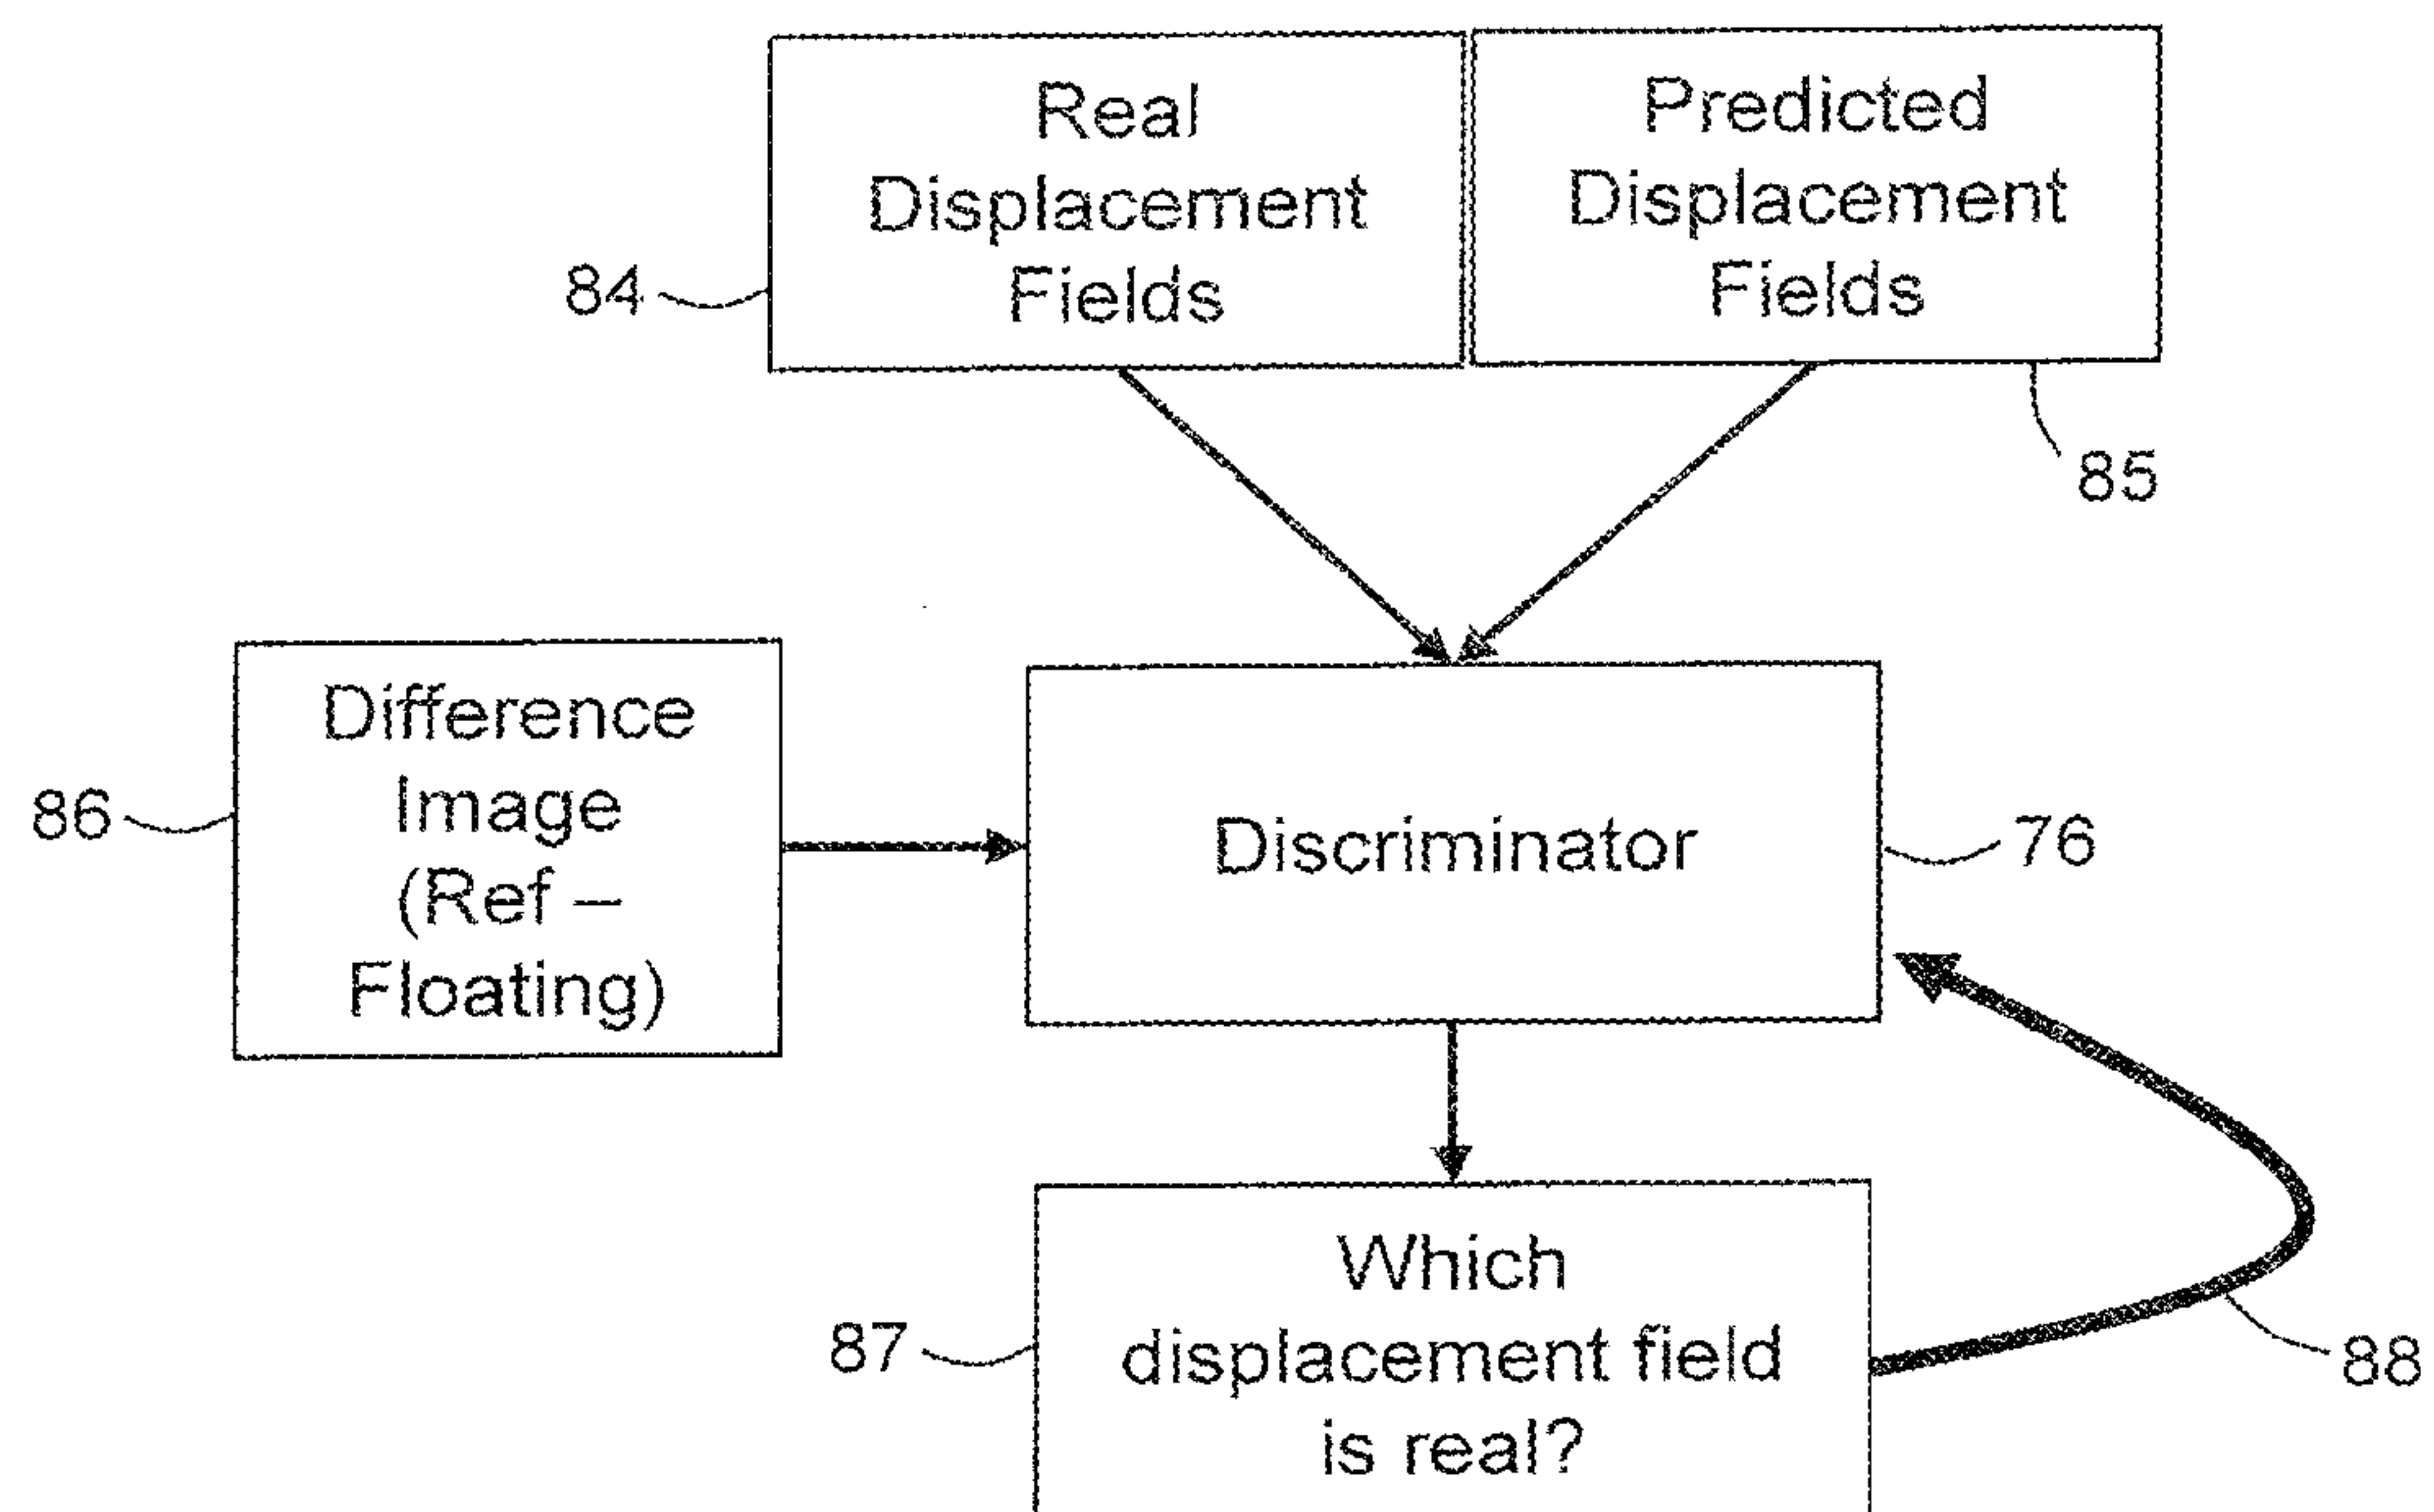 Real
Displacement
Fields
Predicted
Displacement
Fields
84
85
Difference
Image
(Ref –
Floating)
86
Discriminator
76
Which
displacement field
is real?
87
88